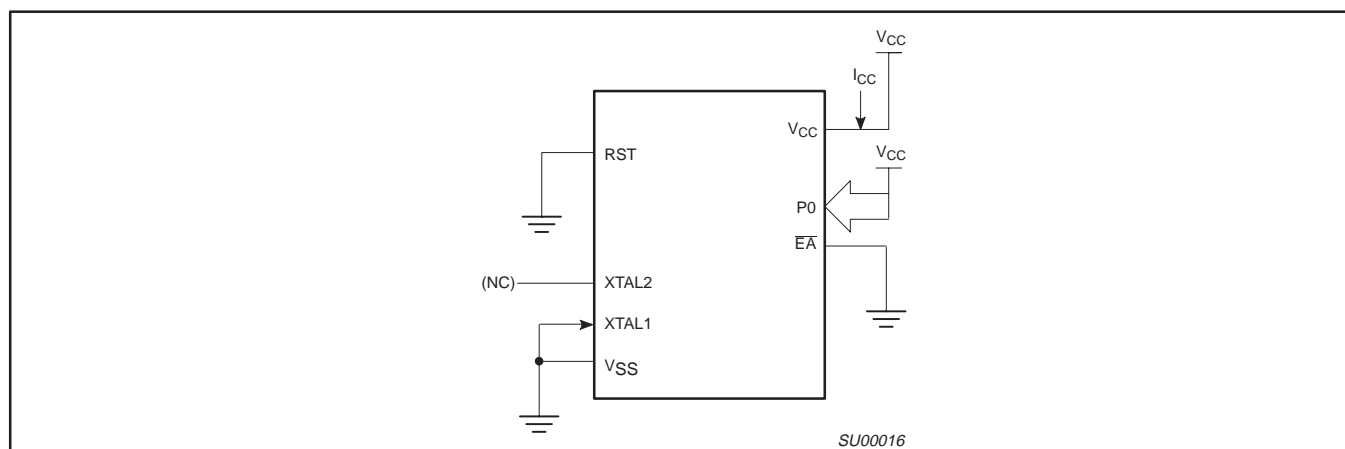 VCC
ICC
VCC
RST
VCC
P0
EA
(NC)
XTAL2
XTAL1
VSS
SU00016